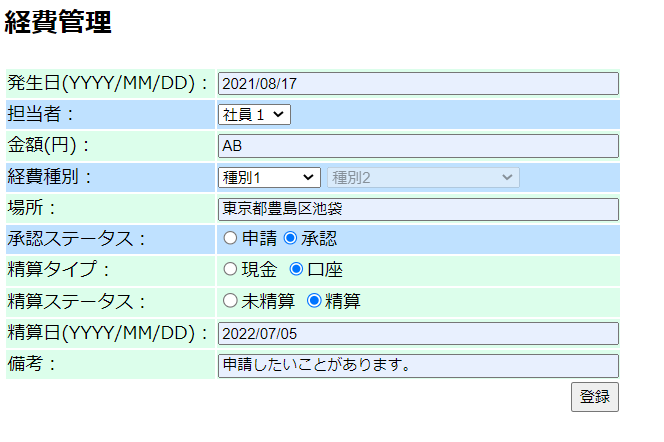 経費管理
発生日(YYYY/MM/DD)： 2021/08/17
担当者： 社員１
金額(円)： AB
経費種別： 種別1 種別2
場所： 東京都豊島区池袋
承認ステータス： 申請 承認
精算タイプ： 現金 口座
精算ステータス： 未精算 精算
精算日(YYYY/MM/DD)： 2022/07/05
備考： 申請したいことがあります。
登録